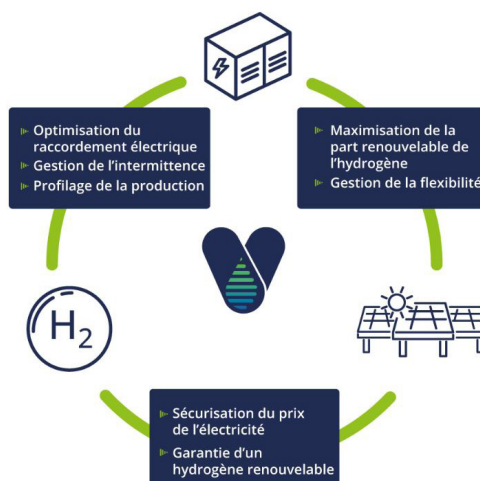 Optimisation du
raccordement électrique
Gestion de l'intermittence
Profilage de la production
Maximisation de la
part renouvelable de
l'hydrogène
Gestion de la flexibilité
H₂
Sécurisation du prix
de l'électricité
Garantie d'un
hydrogène renouvelable